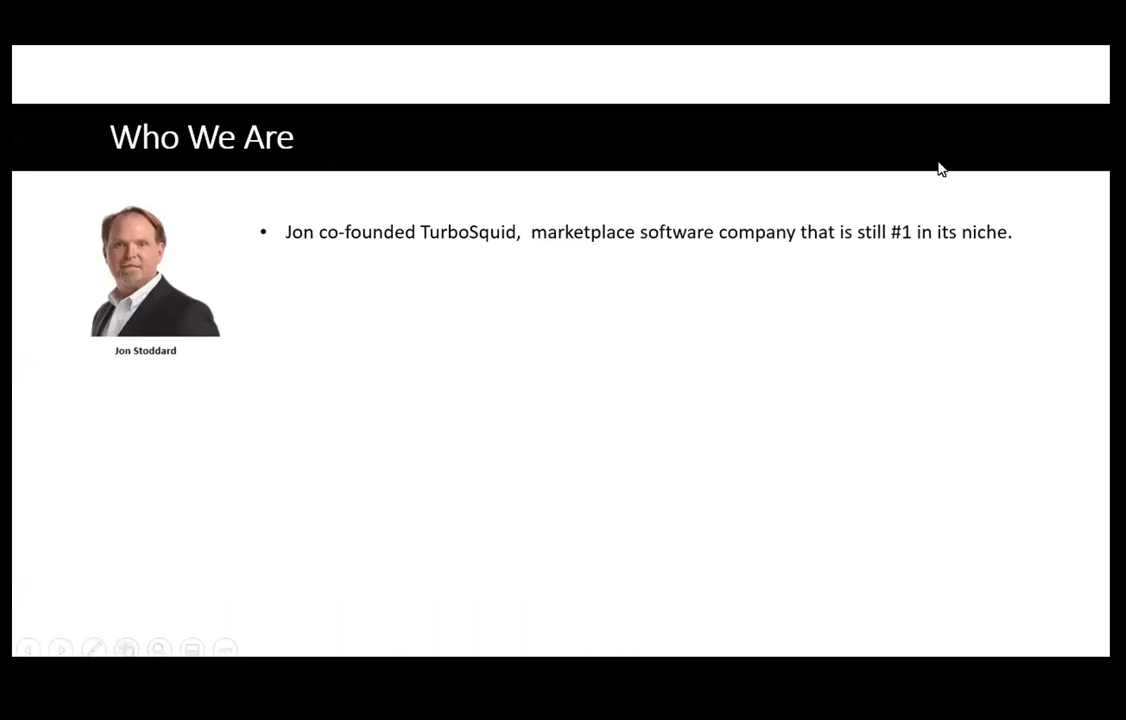 Who We Are
• Jon co-founded TurboSquid,  marketplace software company that is still #1 in its niche.
Jon Stoddard